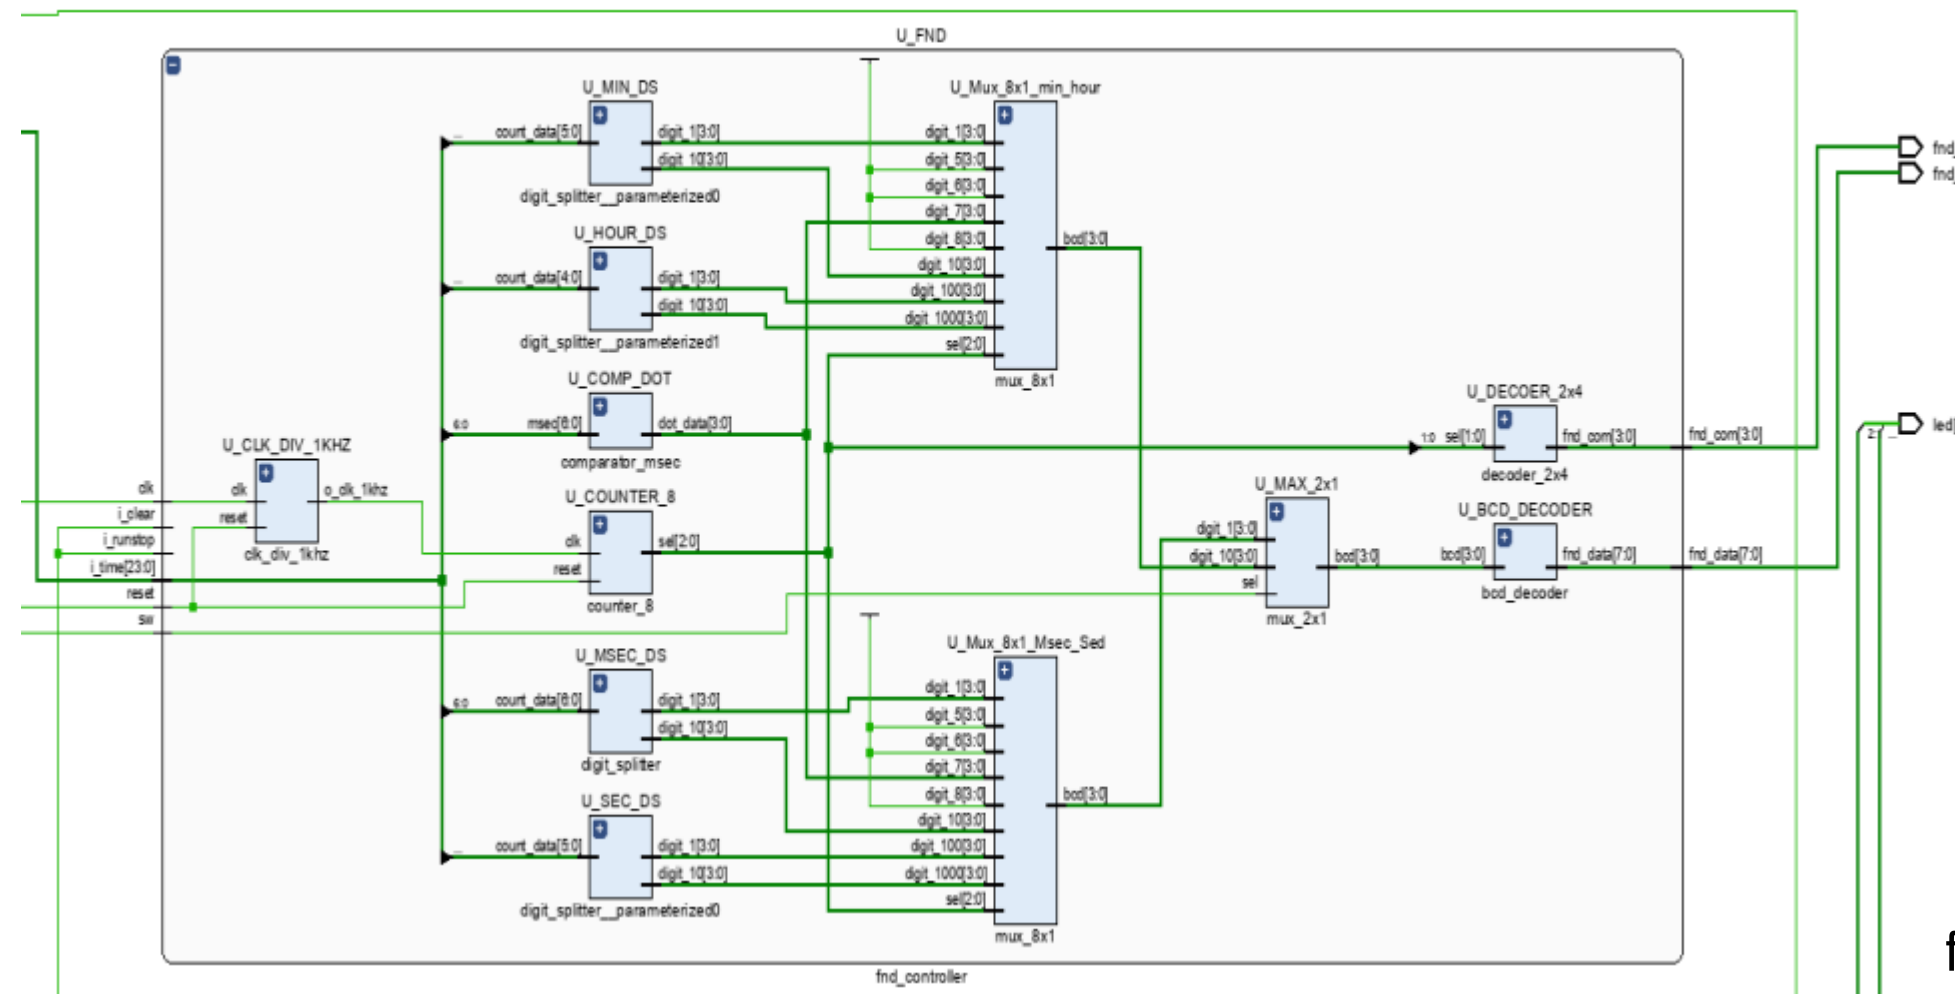 U_FND
U_MIN_DS
count_data[5:0]
digit_1[3:0]
digit_10[3:0]
digit_splitter__parameterized0
U_HOUR_DS
count_data[4:0]
digit_1[3:0]
digit_10[3:0]
digit_splitter__parameterized1
U_COMP_DOT
6:0
msec[6:0]
dot_data[3:0]
comparator_msec
U_CLK_DIV_1KHZ
clk
reset
o_clk_1khz
clk_div_1khz
clk
i_clear
i_runstop
i_time[23:0]
reset
sw
U_COUNTER_8
clk
reset
sel[2:0]
counter_8
U_MSEC_DS
6:0
count_data[6:0]
digit_1[3:0]
digit_10[3:0]
digit_splitter
U_SEC_DS
count_data[5:0]
digit_1[3:0]
digit_10[3:0]
digit_splitter__parameterized0
U_Mux_8x1_min_hour
digit_1[3:0]
digit_5[3:0]
digit_6[3:0]
digit_7[3:0]
digit_8[3:0]
digit_10[3:0]
digit_100[3:0]
digit_1000[3:0]
sel[2:0]
bcd[3:0]
mux_8x1
U_Mux_8x1_Msec_Sed
digit_1[3:0]
digit_5[3:0]
digit_6[3:0]
digit_7[3:0]
digit_8[3:0]
digit_10[3:0]
digit_100[3:0]
digit_1000[3:0]
sel[2:0]
bcd[3:0]
mux_8x1
U_MAX_2x1
digit_1[3:0]
digit_10[3:0]
sel
bcd[3:0]
mux_2x1
U_DECOER_2x4
1:0
sel[1:0]
fnd_com[3:0]
fnd_com[3:0]
decoder_2x4
U_BCD_DECODER
bcd[3:0]
fnd_data[7:0]
fnd_data[7:0]
bcd_decoder
fnd_
fnd_
led
f
fnd_controller